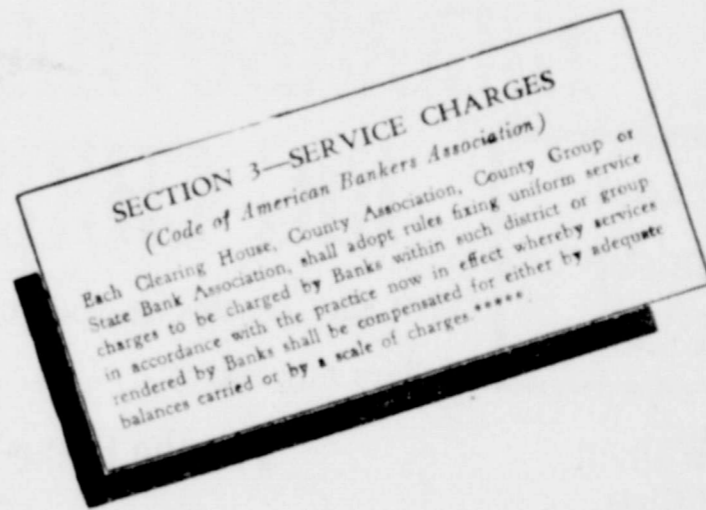 SECTION 3—SERVICE CHARGES
(Code of American Bankers Association)
Each Clearing House, County Association, County Group or
State Bank Association, shall adopt rules fixing uniform service
charges to be charged by Banks within such district or group
in accordance with the practice now in effect whereby services
rendered by Banks shall be compensated for either by adequate
balances carried or by a scale of charges.*****